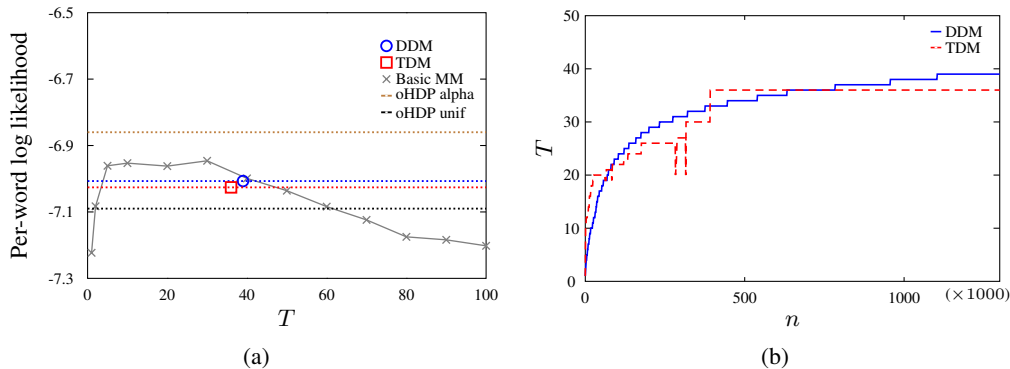 -6.5
-6.7
-6.9
-7.1
-7.3
Per-word log likelihood
0
20
40
60
80
100
T
DDM
TDM
Basic MM
oHDP alpha
oHDP unif
(a)
50
40
30
20
10
0
T
0
500
1000
(×1000)
n
DDM
TDM
(b)